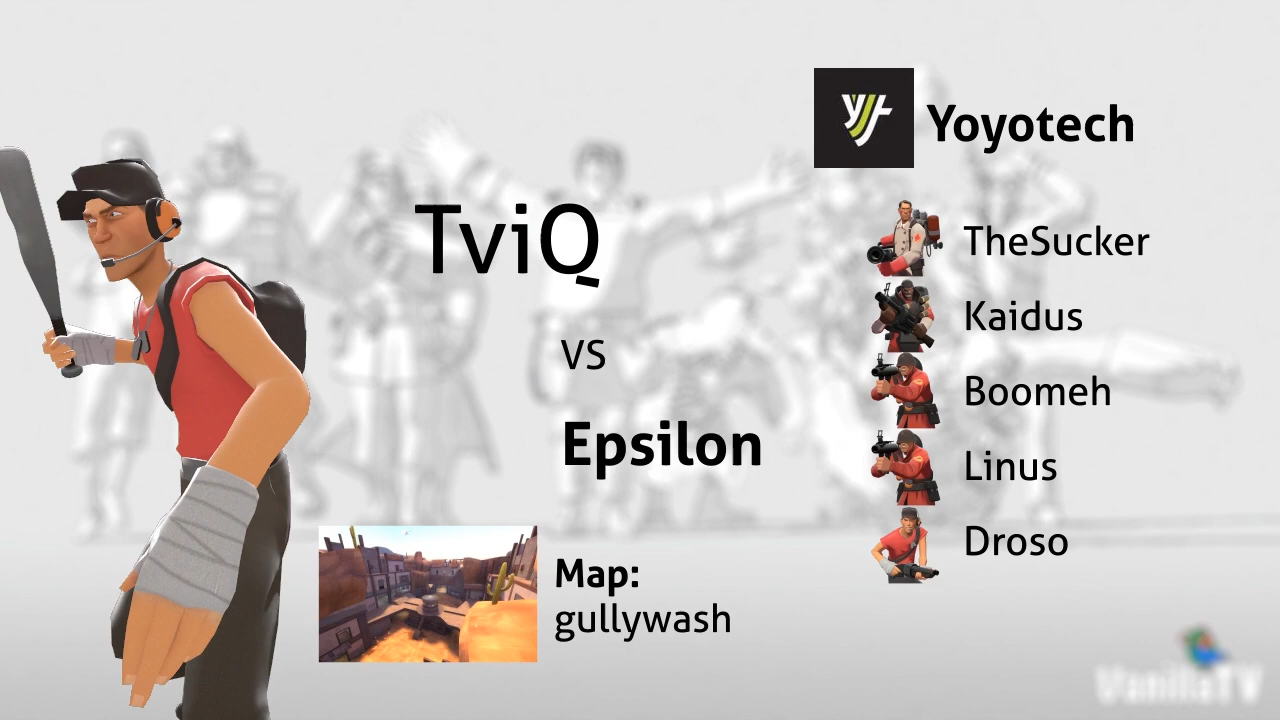 Yoyotech
TviQ
vs
Epsilon
TheSucker
Kaidus
Boomeh
Linus
Droso
Map:
gullywash
VanillaTV